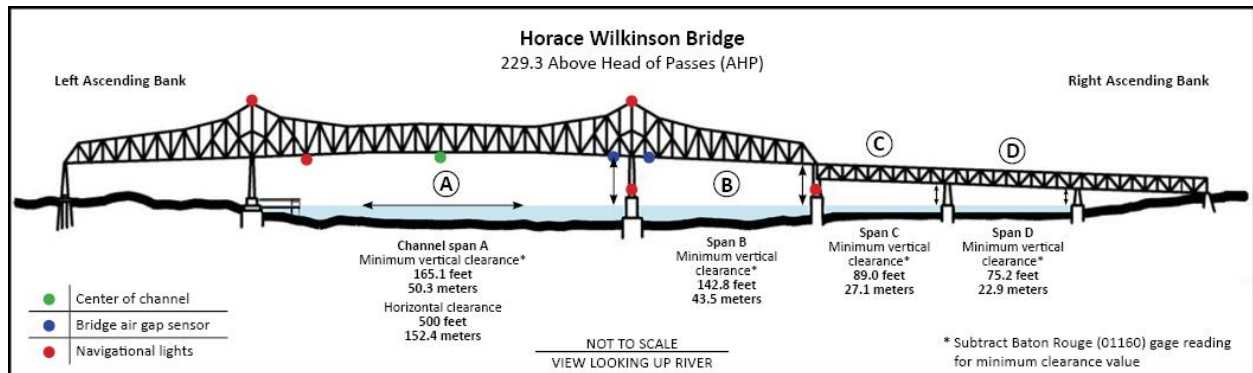 Horace Wilkinson Bridge
229.3 Above Head of Passes (AHP)
Left Ascending Bank
Right Ascending Bank
A
B
C
D
Channel span A
Minimum vertical clearance*
165.1 feet
50.3 meters
Horizontal clearance
500 feet
152.4 meters
Span B
Minimum vertical
clearance*
142.8 feet
43.5 meters
Span C
Minimum vertical
clearance*
89.0 feet
27.1 meters
Span D
Minimum vertical
clearance*
75.2 feet
22.9 meters
Center of channel
Bridge air gap sensor
Navigational lights
NOT TO SCALE
VIEW LOOKING UP RIVER
* Subtract Baton Rouge (01160) gage reading
for minimum clearance value